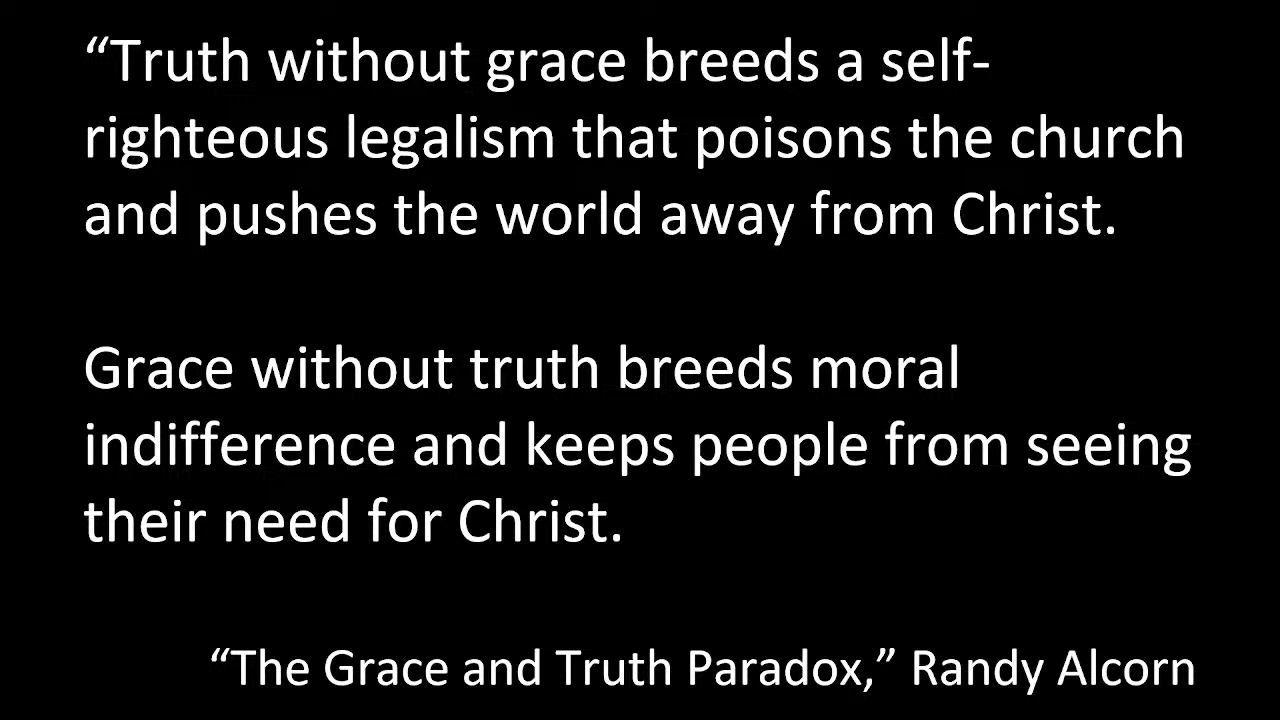 “Truth without grace breeds a self-
righteous legalism that poisons the church
and pushes the world away from Christ.
Grace without truth breeds moral
indifference and keeps people from seeing
their need for Christ.
“The Grace and Truth Paradox,” Randy Alcorn